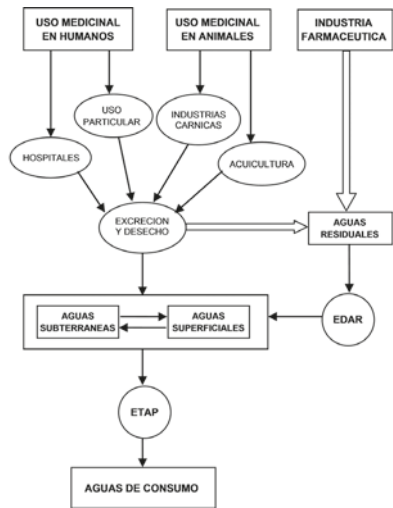 USO MEDICINAL
EN HUMANOS
USO MEDICINAL
EN ANIMALES
INDUSTRIA
FARMACEUTICA
USO
PARTICULAR
INDUSTRIAS
CARNICAS
HOSPITALES
ACUICULTURA
EXCRECION
Y DESECHO
AGUAS
RESIDUALES
AGUAS
SUBTERRANEAS
AGUAS
SUPERFICIALES
EDAR
ETAP
AGUAS DE CONSUMO